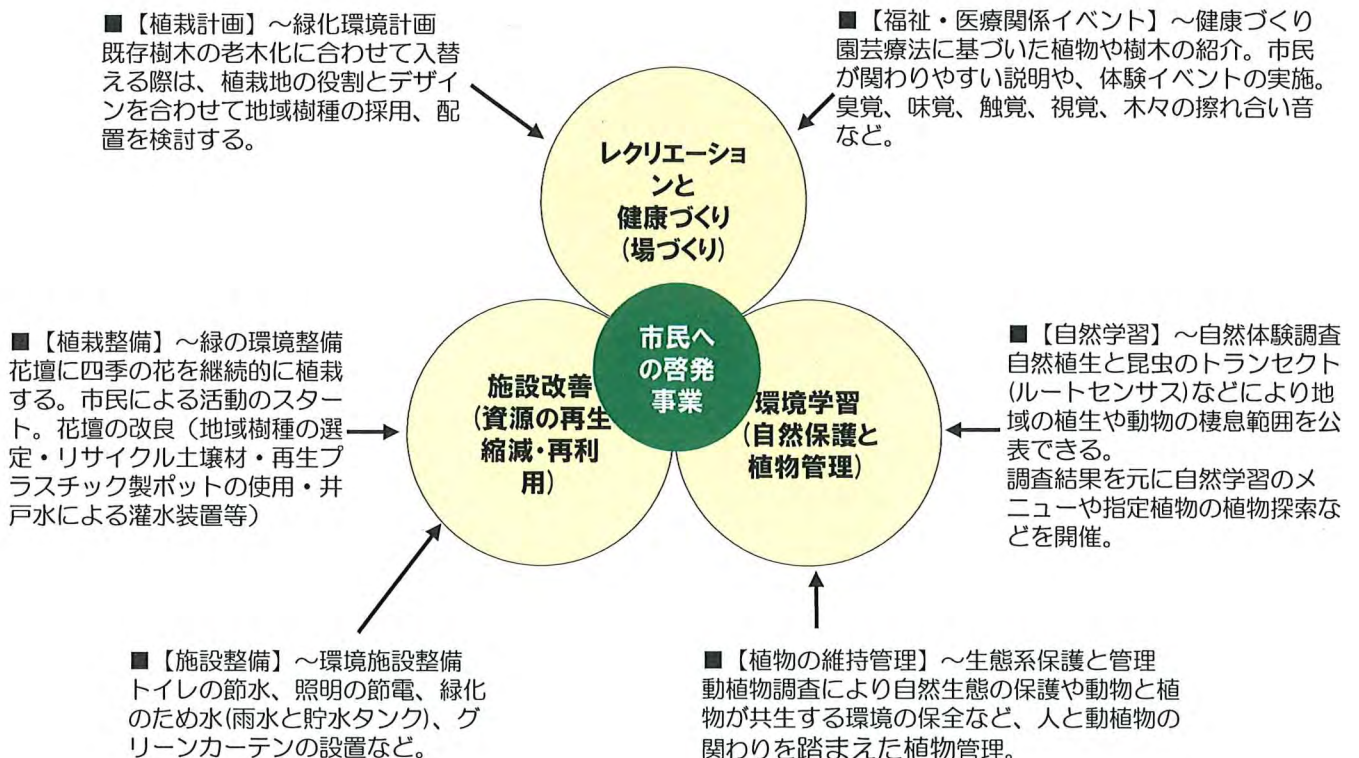 ■【植栽計画】～緑化環境計画
既存樹木の老木化に合わせて入替
える際は、植栽地の役割とデザイ
ンを合わせて地域樹種の採用、配
置を検討する。
■【福祉・医療関係イベント】～健康づくり
園芸療法に基づいた植物や樹木の紹介。市民
が関わりやすい説明や、体験イベントの実施。
臭覚、味覚、触覚、視覚、木々の擦れ合い音
など。
レクリエーショ
ンと
健康づくり
(場づくり)
市民へ
の啓発
事業
■【植栽整備】～緑の環境整備
花壇に四季の花を継続的に植栽
する。市民による活動のスター
ト。花壇の改良（地域樹種の選
定・リサイクル土壌材・再生プ
ラスチック製ポットの使用・井
戸水による灌水装置等）
施設改善
(資源の再生
縮減・再利
用)
環境学習
(自然保護と
植物管理)
■【自然学習】～自然体験調査
自然植生と昆虫のトランセクト
(ルートセンサス)などにより地
域の植生や動物の棲息範囲を公
表できる。
調査結果を元に自然学習のメ
ニューや指定植物の植物探索な
どを開催。
■【施設整備】～環境施設整備
トイレの節水、照明の節電、緑化
のため水(雨水と貯水タンク)、グ
リーンカーテンの設置など。
■【植物の維持管理】～生態系保護と管理
動植物調査により自然生態の保護や動物と植
物が共生する環境の保全など、人と動植物の
関わりを踏まえた植物管理。